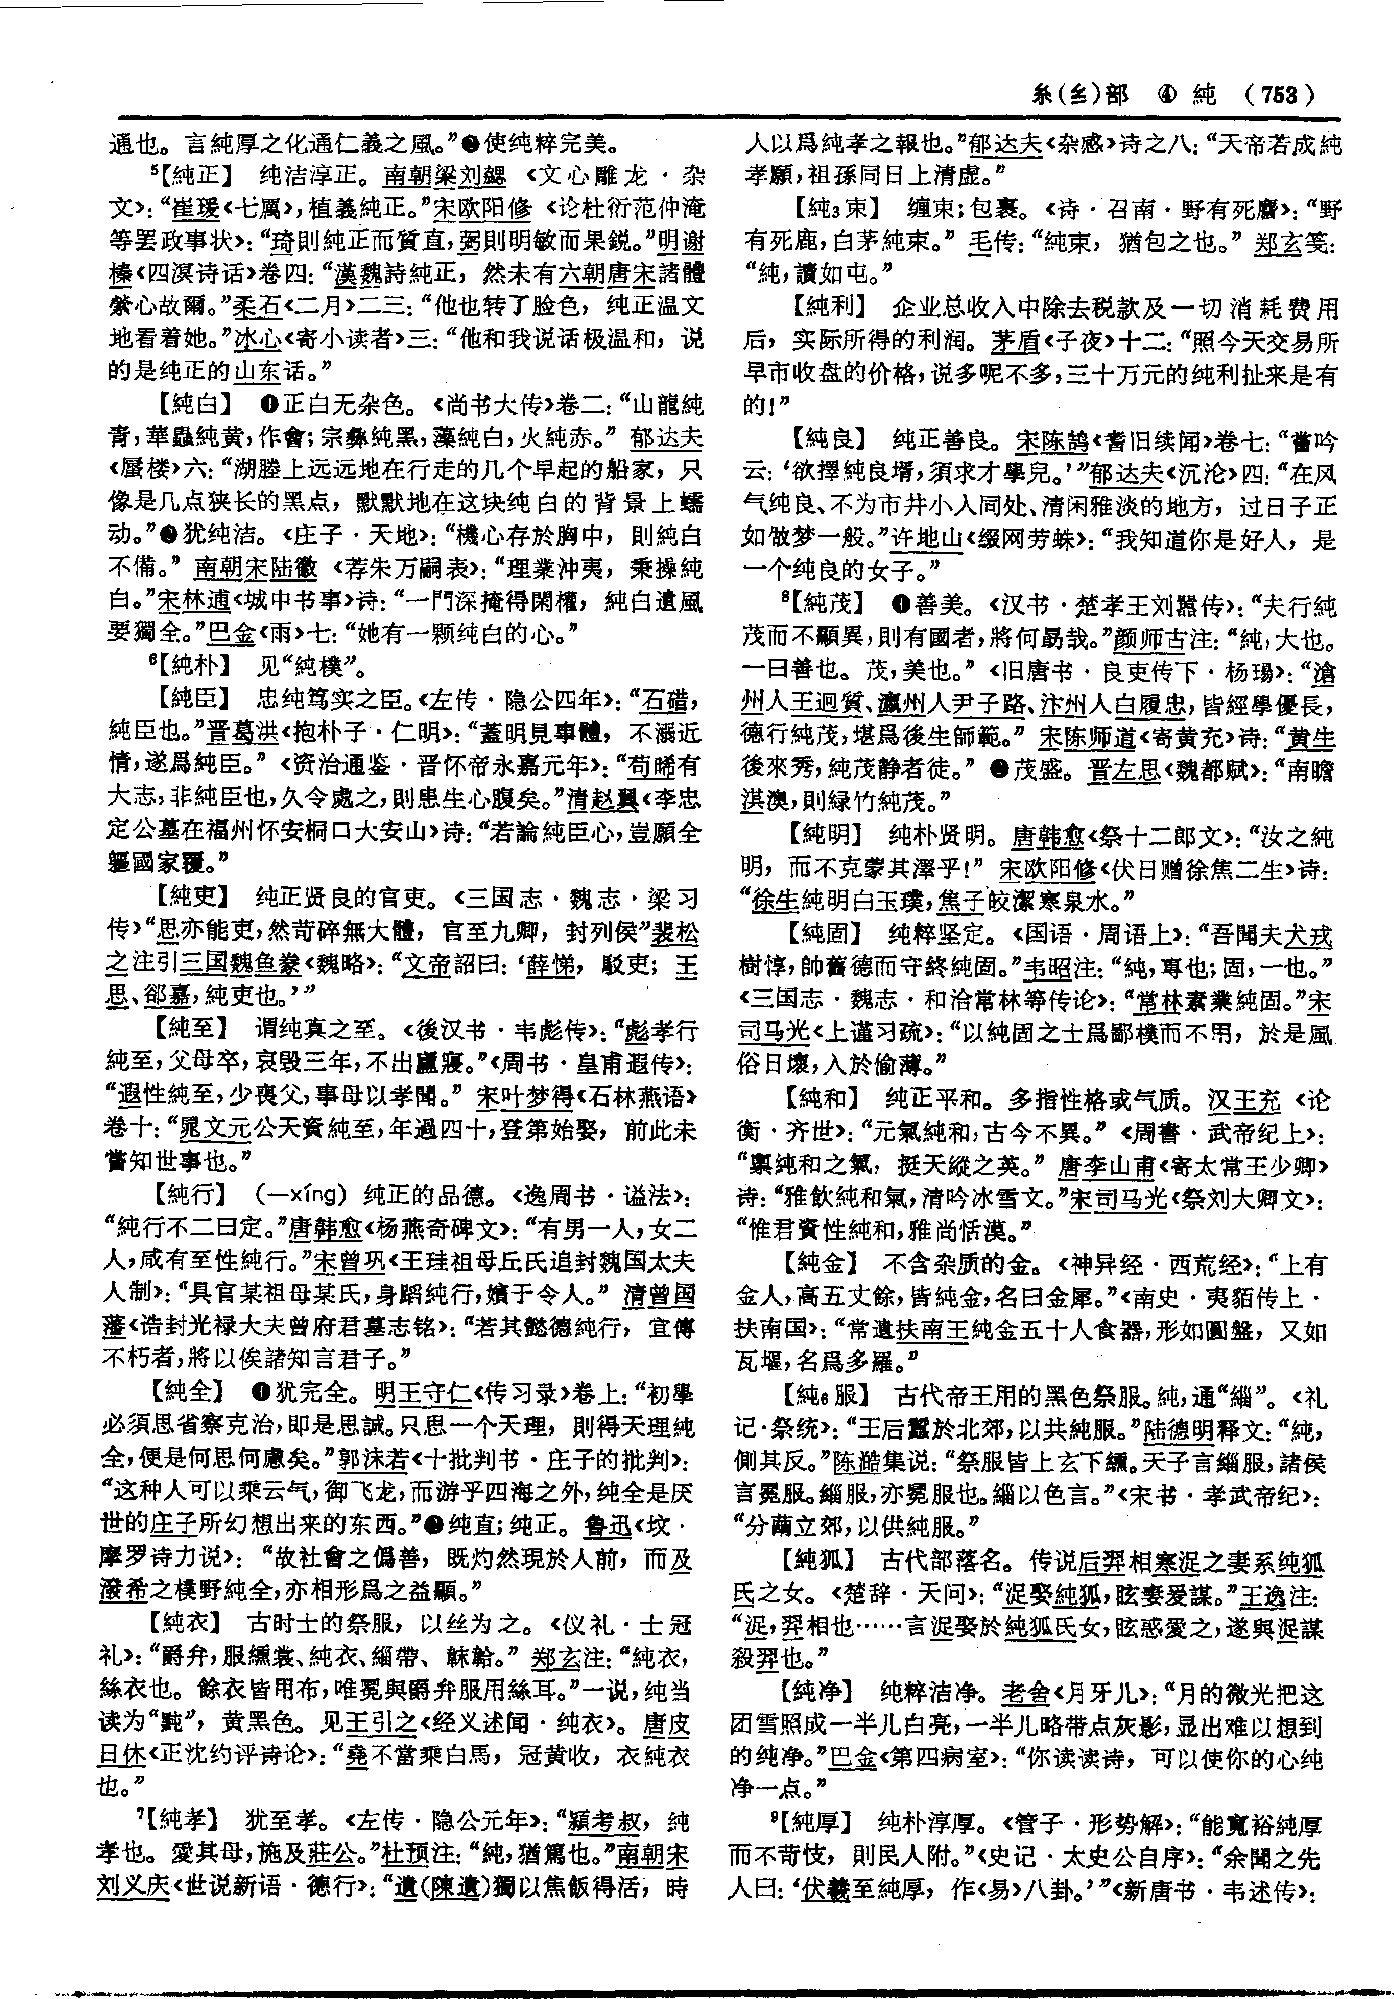 糸(纟)部 ④ 純 (753)
通也。言純厚之化通仁義之風。”❷使纯粹完美。
⁵【純正】 纯洁淳正。南朝梁刘勰《文心雕龙·杂
文》：“崔瑗《七厲》，植義純正。”宋欧阳修《论杜衍范仲淹
等罢政事状》：“琦則純正而質直，弼則明敏而果鋭。”明谢
榛《四溟诗话》卷四：“漢魏詩純正，然未有六朝唐宋諸體
縈心故爾。”柔石《二月》二三：“他也转了脸色，纯正温文
地看着她。”冰心《寄小读者》三：“他和我说话极温和，说
的是纯正的山东话。”
【純白】 ❶正白无杂色。《尚书大传》卷二：“山龍純
青，華蟲純黄，作會；宗彝純黑，藻純白，火純赤。”郁达夫
《蜃楼》六：“湖塍上远远地在行走的几个早起的船家，只
像是几点狭长的黑点，默默地在这块纯白的背景上蠕
动。”❷犹纯洁。《庄子·天地》：“機心存於胸中，則純白
不備。”南朝宋陆徽《荐朱万嗣表》：“理業沖夷，秉操純
白。”宋林逋《城中书事》诗：“一門深掩得閑權，純白遺風
要獨全。”巴金《雨》七：“她有一颗纯白的心。”
⁶【純朴】 见“純樸”。
【純臣】 忠纯笃实之臣。《左传·隐公四年》：“石碏，
純臣也。”晋葛洪《抱朴子·仁明》：“蓋明見事體，不溺近
情，遂爲純臣。”《资治通鉴·晋怀帝永嘉元年》：“苟晞有
大志，非純臣也，久令處之，則患生心腹矣。”清赵翼《李忠
定公墓在福州怀安桐口大安山》诗：“若論純臣心，豈願全
軀國家覆。”
【純吏】 纯正贤良的官吏。《三国志·魏志·梁习
传》“思亦能吏，然苛碎無大體，官至九卿，封列侯”裴松
之注引三国魏鱼豢《魏略》：“文帝詔曰：‘薛悌，駁吏；王
思、郤嘉，純吏也。’”
【純至】 谓纯真之至。《後汉书·韦彪传》：“彪孝行
純至，父母卒，哀毁三年，不出廬寢。”《周书·皇甫遐传》：
“遐性純至，少喪父，事母以孝聞。”宋叶梦得《石林燕语》
卷十：“晁文元公天資純至，年過四十，登第始娶，前此未
嘗知世事也。”
【純行】 （—xíng）纯正的品德。《逸周书·谥法》：
“純行不二曰定。”唐韩愈《杨燕奇碑文》：“有男一人，女二
人，咸有至性純行。”宋曾巩《王珪祖母丘氏追封魏国太夫
人制》：“具官某祖母某氏，身蹈純行，嬪于令人。”清曾国
藩《诰封光禄大夫曾府君墓志铭》：“若其懿德純行，宜傳
不朽者，將以俟諸知言君子。”
【純全】 ❶犹完全。明王守仁《传习录》卷上：“初學
必須思省察克治，即是思誠。只思一个天理，則得天理純
全，便是何思何慮矣。”郭沫若《十批判书·庄子的批判》：
“这种人可以乘云气，御飞龙，而游乎四海之外，纯全是厌
世的庄子所幻想出来的东西。”❷纯直；纯正。鲁迅《坟·
摩罗诗力说》：“故社會之僞善，既灼然現於人前，而及
潑希之樸野純全，亦相形爲之益顯。”
【純衣】 古时士的祭服，以丝为之。《仪礼·士冠
礼》：“爵弁，服纁裳、純衣、緇帶、韎韐。”郑玄注：“純衣，
絲衣也。餘衣皆用布，唯冕與爵弁服用絲耳。”一说，纯当
读为“黗”，黄黑色。见王引之《经义述闻·纯衣》。唐皮
日休《正沈约评诗论》：“堯不當乘白馬，冠黄收，衣純衣
也。”
⁷【純孝】 犹至孝。《左传·隐公元年》：“潁考叔，純
孝也。愛其母，施及莊公。”杜预注：“純，猶篤也。”南朝宋
刘义庆《世说新语·德行》：“遺(陳遺)獨以焦飯得活，時
人以爲純孝之報也。”郁达夫《杂感》诗之八：“天帝若成純
孝願，祖孫同日上清虚。”
【純₃束】 缠束；包裹。《诗·召南·野有死麕》：“野
有死鹿，白茅純束。”毛传：“純束，猶包之也。”郑玄笺：
“純，讀如屯。”
【純利】 企业总收入中除去税款及一切消耗费用
后，实际所得的利润。茅盾《子夜》十二：“照今天交易所
早市收盘的价格，说多呢不多，三十万元的纯利扯来是有
的！”
【純良】 纯正善良。宋陈鹄《耆旧续闻》卷七：“嘗吟
云：‘欲擇純良壻，須求才學兒。’”郁达夫《沉沦》四：“在风
气纯良、不为市井小人同处、清闲雅淡的地方，过日子正
如做梦一般。”许地山《缀网劳蛛》：“我知道你是好人，是
一个纯良的女子。”
⁸【純茂】 ❶善美。《汉书·楚孝王刘嚣传》：“夫行純
茂而不顯異，則有國者，將何勗哉。”颜师古注：“純，大也。
一曰善也。茂，美也。”《旧唐书·良吏传下·杨瑒》：“滄
州人王迥質、瀛州人尹子路、汴州人白履忠，皆經學優長，
德行純茂，堪爲後生師範。”宋陈师道《寄黄充》诗：“黄生
後來秀，純茂静者徒。”❷茂盛。晋左思《魏都赋》：“南瞻
淇澳，則緑竹純茂。”
【純明】 纯朴贤明。唐韩愈《祭十二郎文》：“汝之純
明，而不克蒙其澤乎！”宋欧阳修《伏日赠徐焦二生》诗：
“徐生純明白玉璞，焦子皎潔寒泉水。”
【純固】 纯粹坚定。《国语·周语上》：“吾聞夫犬戎
樹惇，帥舊德而守終純固。”韦昭注：“純，專也；固，一也。”
《三国志·魏志·和洽常林等传论》：“常林素業純固。”宋
司马光《上谨习疏》：“以純固之士爲鄙樸而不用，於是風
俗日壞，入於偷薄。”
【純和】 纯正平和。多指性格或气质。汉王充《论
衡·齐世》：“元氣純和，古今不異。”《周書·武帝纪上》：
“禀純和之氣，挺天縱之英。”唐李山甫《寄太常王少卿》
诗：“雅飲純和氣，清吟冰雪文。”宋司马光《祭刘大卿文》：
“惟君資性純和，雅尚恬漠。”
【純金】 不含杂质的金。《神异经·西荒经》：“上有
金人，高五丈餘，皆純金，名曰金犀。”《南史·夷貊传上·
扶南国》：“常遺扶南王純金五十人食器，形如圓盤，又如
瓦堰，名爲多羅。”
【純₆服】 古代帝王用的黑色祭服。純，通“緇”。《礼
记·祭统》：“王后蠶於北郊，以共純服。”陆德明释文：“純，
側其反。”陈澔集说：“祭服皆上玄下纁。天子言緇服，諸侯
言冕服。緇服，亦冕服也。緇以色言。”《宋书·孝武帝纪》：
“分繭立郊，以供純服。”
【純狐】 古代部落名。传说后羿相寒浞之妻系纯狐
氏之女。《楚辞·天问》：“浞娶純狐，眩妻爰謀。”王逸注：
“浞，羿相也……言浞娶於純狐氏女，眩惑愛之，遂與浞謀
殺羿也。”
【純净】 纯粹洁净。老舍《月牙儿》：“月的微光把这
团雪照成一半儿白亮，一半儿略带点灰影，显出难以想到
的纯净。”巴金《第四病室》：“你读读诗，可以使你的心纯
净一点。”
⁹【純厚】 纯朴淳厚。《管子·形势解》：“能寬裕純厚
而不苛忮，則民人附。”《史记·太史公自序》：“余聞之先
人曰：‘伏羲至純厚，作《易》八卦。’”《新唐书·韦述传》：